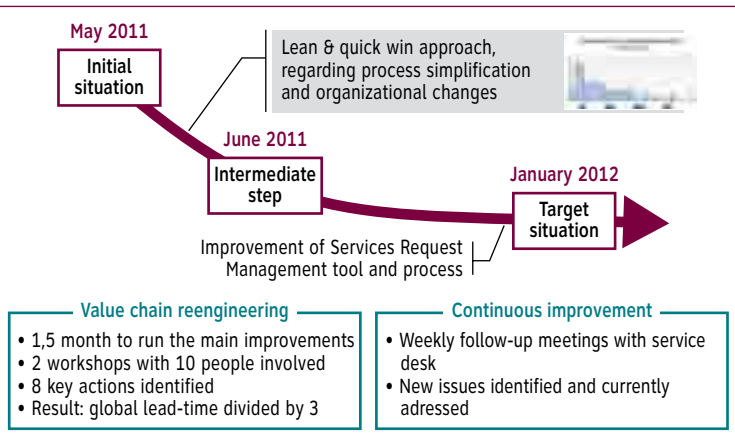 May 2011
Initial
situation
Lean & quick win approach,
regarding process simplification
and organizational changes
June 2011
Intermediate
step
January 2012
Target
situation
Improvement of Services Request
Management tool and process
Value chain reengineering
• 1,5 month to run the main improvements
• 2 workshops with 10 people involved
• 8 key actions identified
• Result: global lead-time divided by 3
Continuous improvement
• Weekly follow-up meetings with service
desk
• New issues identified and currently
adressed